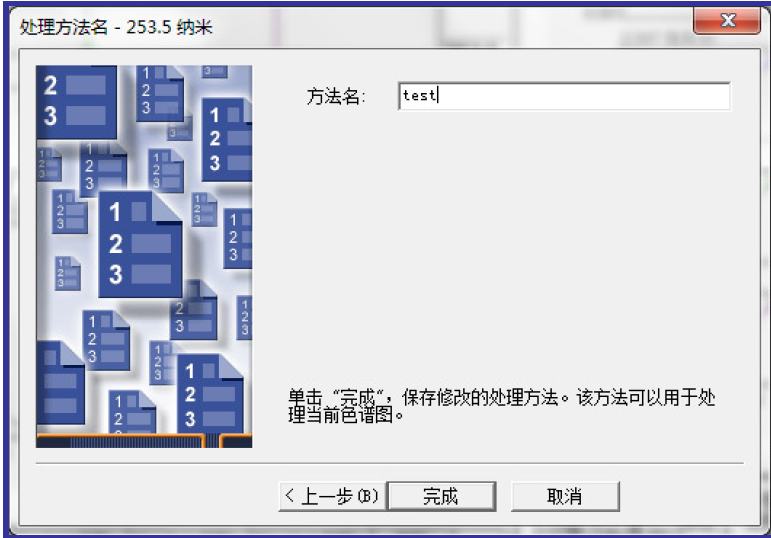 处理方法名 - 253.5 纳米
方法名:
test
单击 “完成”，保存修改的处理方法。该方法可以用于处
理当前色谱图。
< 上一步(B)
完成
取消